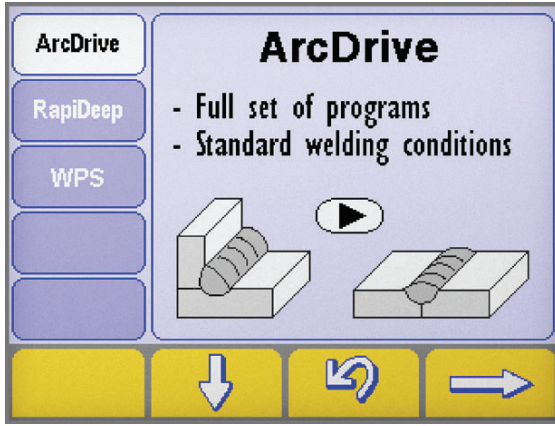 ArcDrive
RapiDeep
WPS
ArcDrive
- Full set of programs
- Standard welding conditions